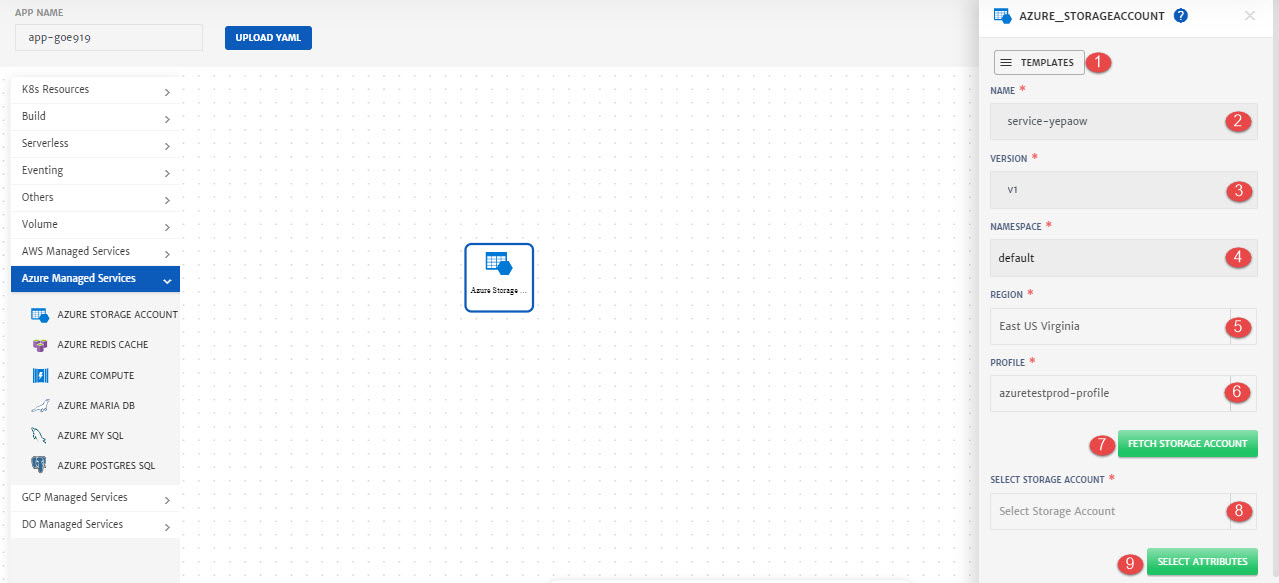 APP NAME
app-goe919
UPLOAD YAML
K8s Resources
Build
Serverless
Eventing
Others
Volume
AWS Managed Services
Azure Managed Services
AZURE STORAGE ACCOUNT
AZURE REDIS CACHE
AZURE COMPUTE
AZURE MARIA DB
AZURE MY SQL
AZURE POSTGRES SQL
GCP Managed Services
DO Managed Services
Azure Storage ...
AZURE_STORAGEACCOUNT ?
TEMPLATES 1
NAME *
service-yepaow 2
VERSION *
v1 3
NAMESPACE *
default 4
REGION *
East US Virginia 5
PROFILE *
azuretestprod-profile 6
7 FETCH STORAGE ACCOUNT
SELECT STORAGE ACCOUNT *
Select Storage Account 8
9 SELECT ATTRIBUTES